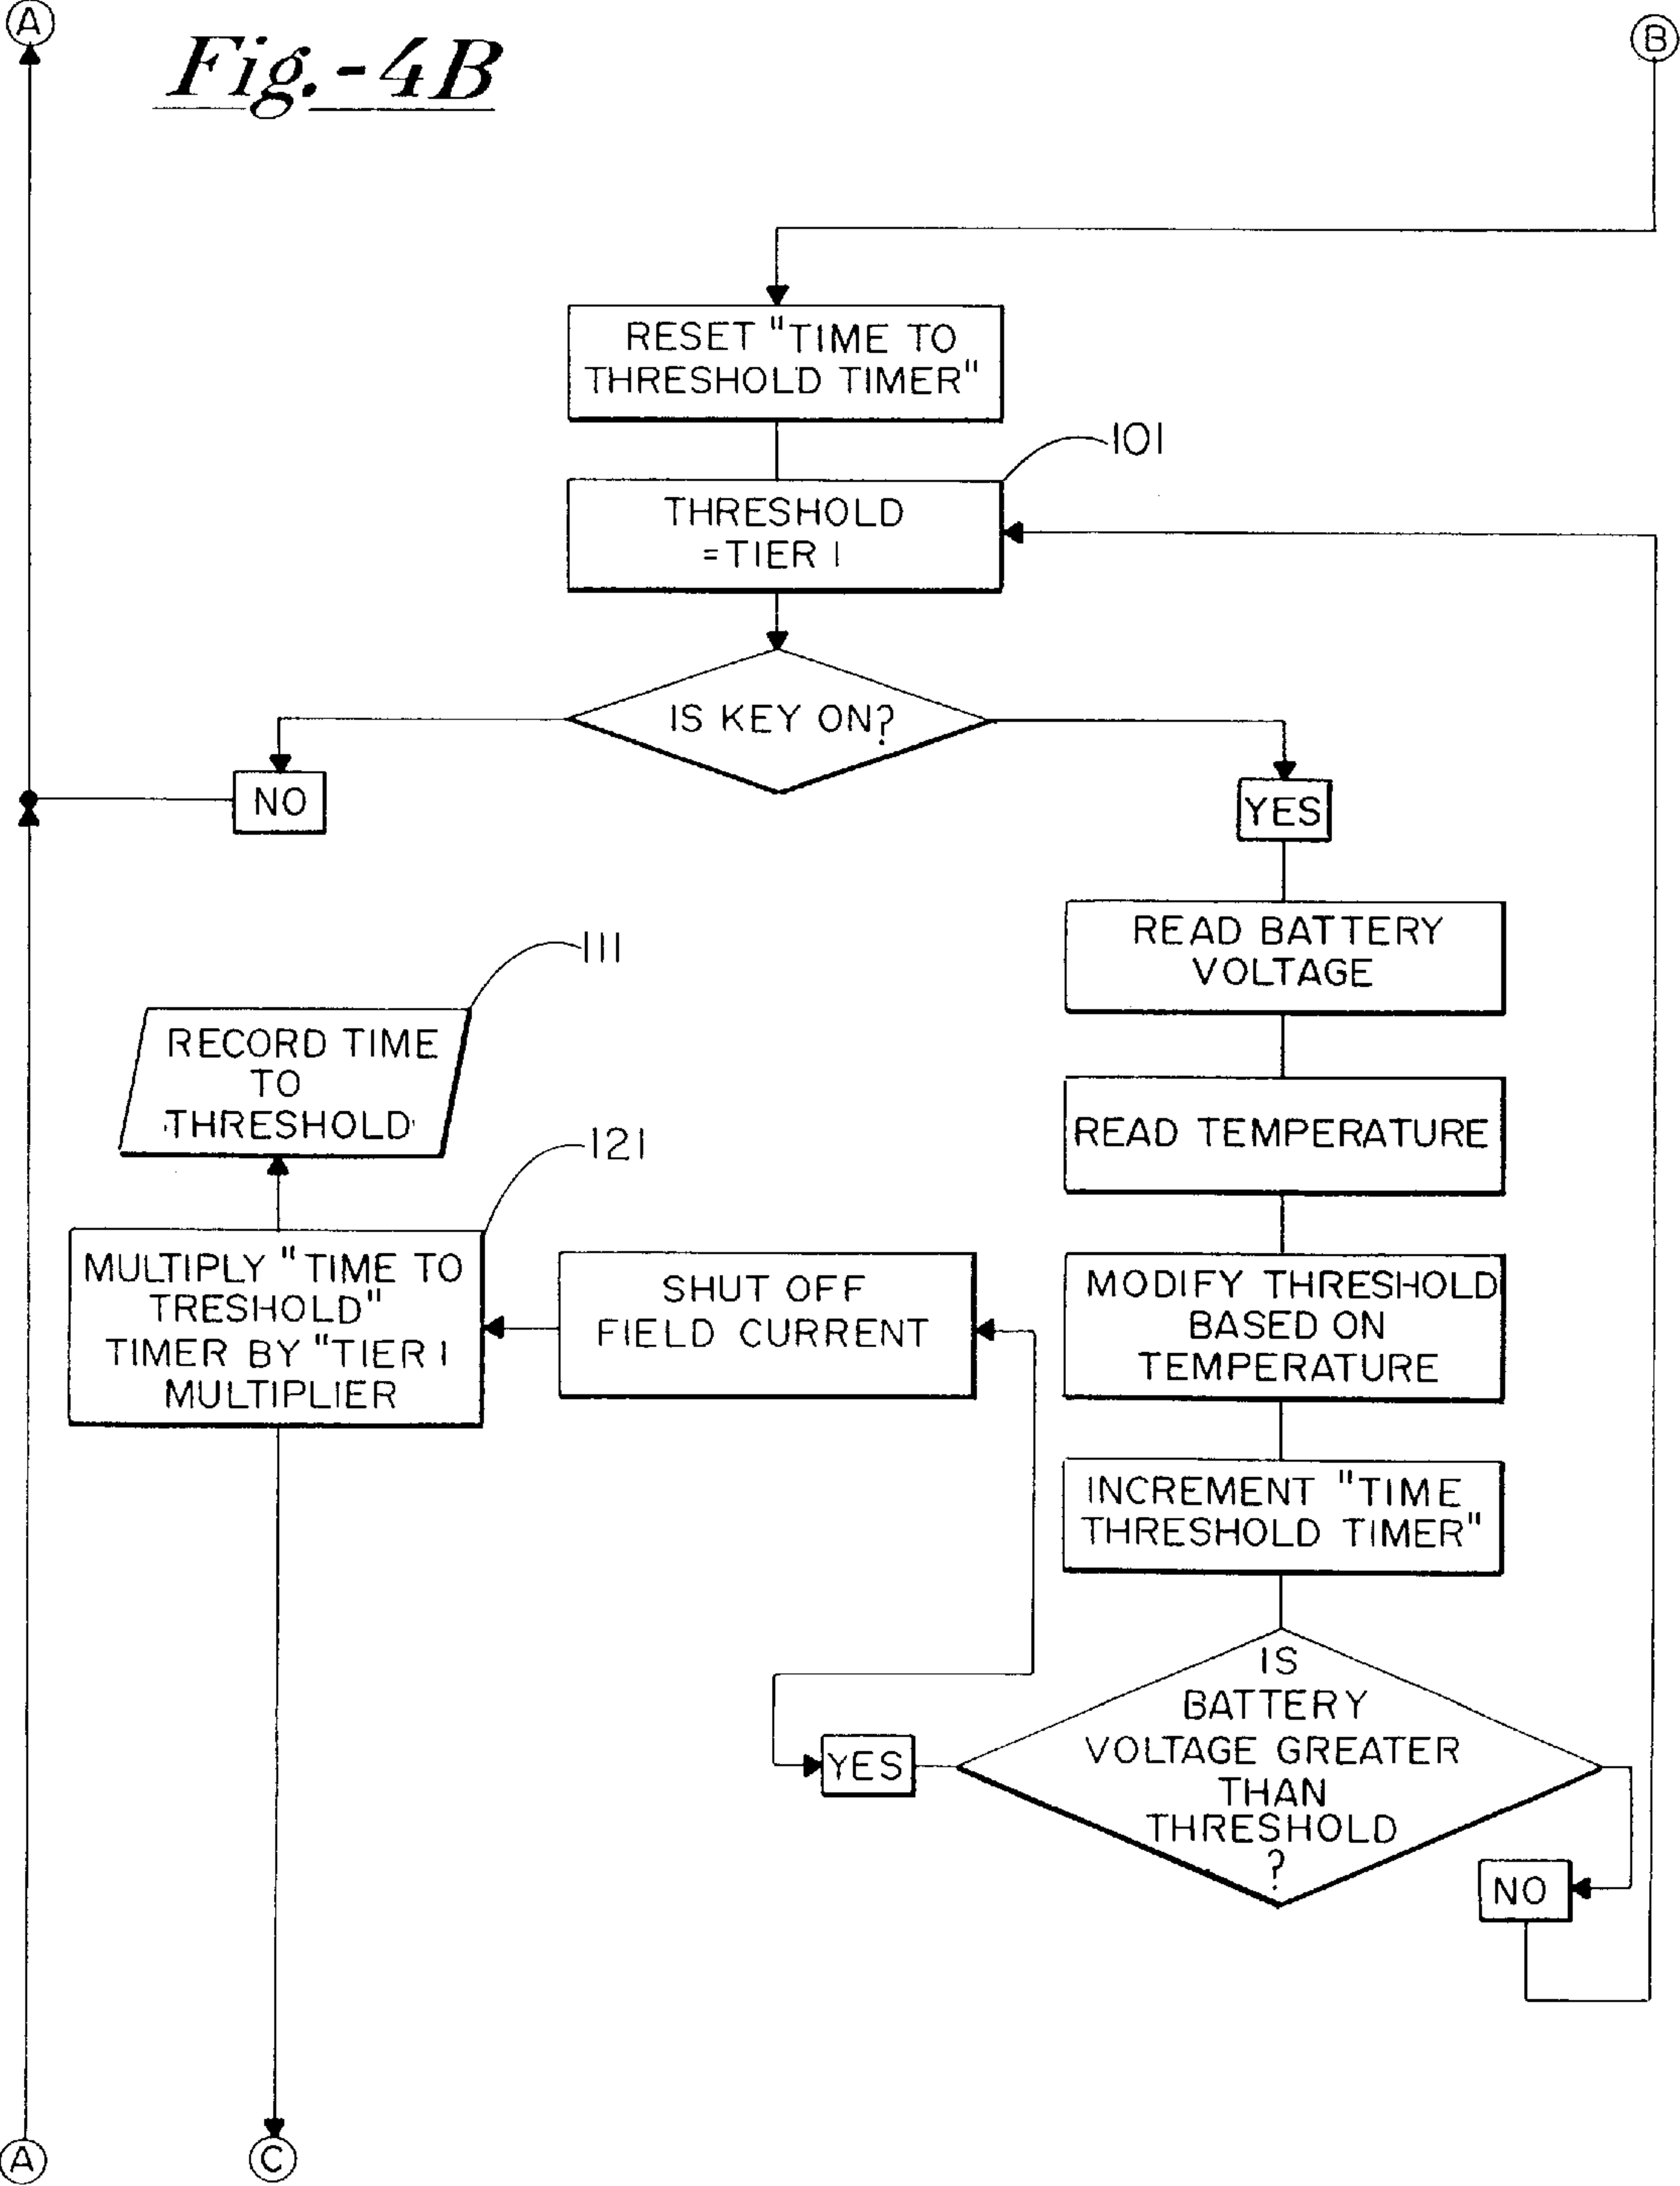 A
Fig.-4B
B
RESET "TIME TO
THRESHOLD TIMER"
101
THRESHOLD
=TIER 1
IS KEY ON?
NO
YES
READ BATTERY
VOLTAGE
111
RECORD TIME
TO
THRESHOLD
READ TEMPERATURE
121
MULTIPLY "TIME TO
TRESHOLD"
TIMER BY "TIER 1
MULTIPLIER
SHUT OFF
FIELD CURRENT
MODIFY THRESHOLD
BASED ON
TEMPERATURE
INCREMENT "TIME
THRESHOLD TIMER"
IS
BATTERY
VOLTAGE GREATER
THAN
THRESHOLD
?
YES
NO
A
C